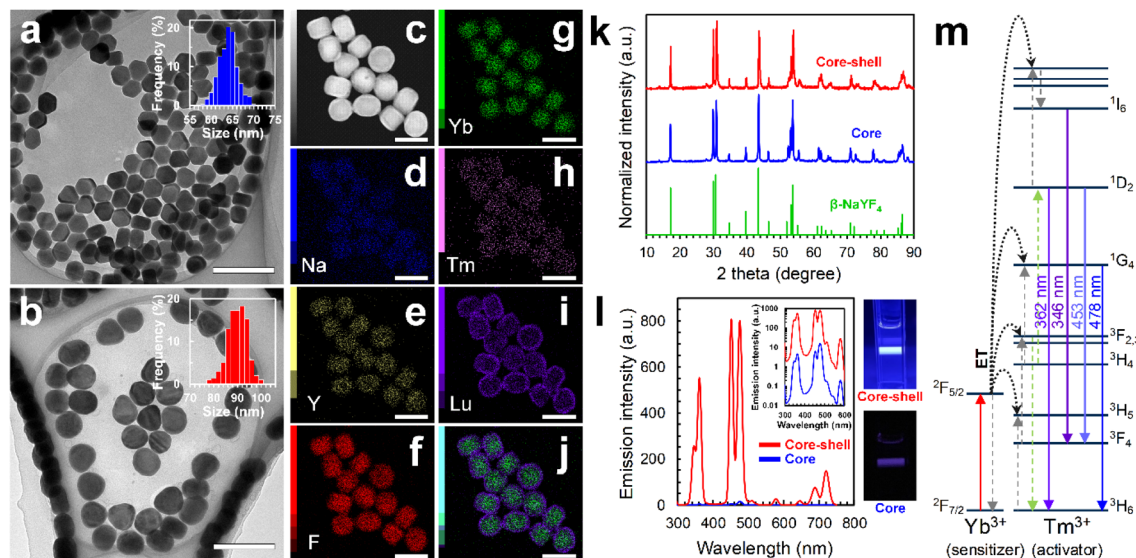 a
Frequency (%)
20
10
0
55 60 65 70 75
Size (nm)
b
Frequency (%)
20
10
0
70 80 90 100
Size (nm)
c
d
Na
e
Y
f
F
g
Yb
h
Tm
i
Lu
j
k
Normalized intensity (a.u.)
Core-shell
Core
β-NaYF4
10 20 30 40 50 60 70 80 90
2 theta (degree)
l
Emission intensity (a.u.)
800
600
400
200
0
300 400 500 600 700 800
Wavelength (nm)
Emission intensity (a.u.)
1000
100
10
1
0.1
0.01
300 400 500 600
Wavelength (nm)
Core-shell
Core
Core-shell
Core
m
1I6
1D2
1G4
362 nm
346 nm
453 nm
478 nm
3H4
3H5
3F4
3H6
ET
2F5/2
2F7/2
Yb3+
(sensitizer)
Tm3+
(activator)